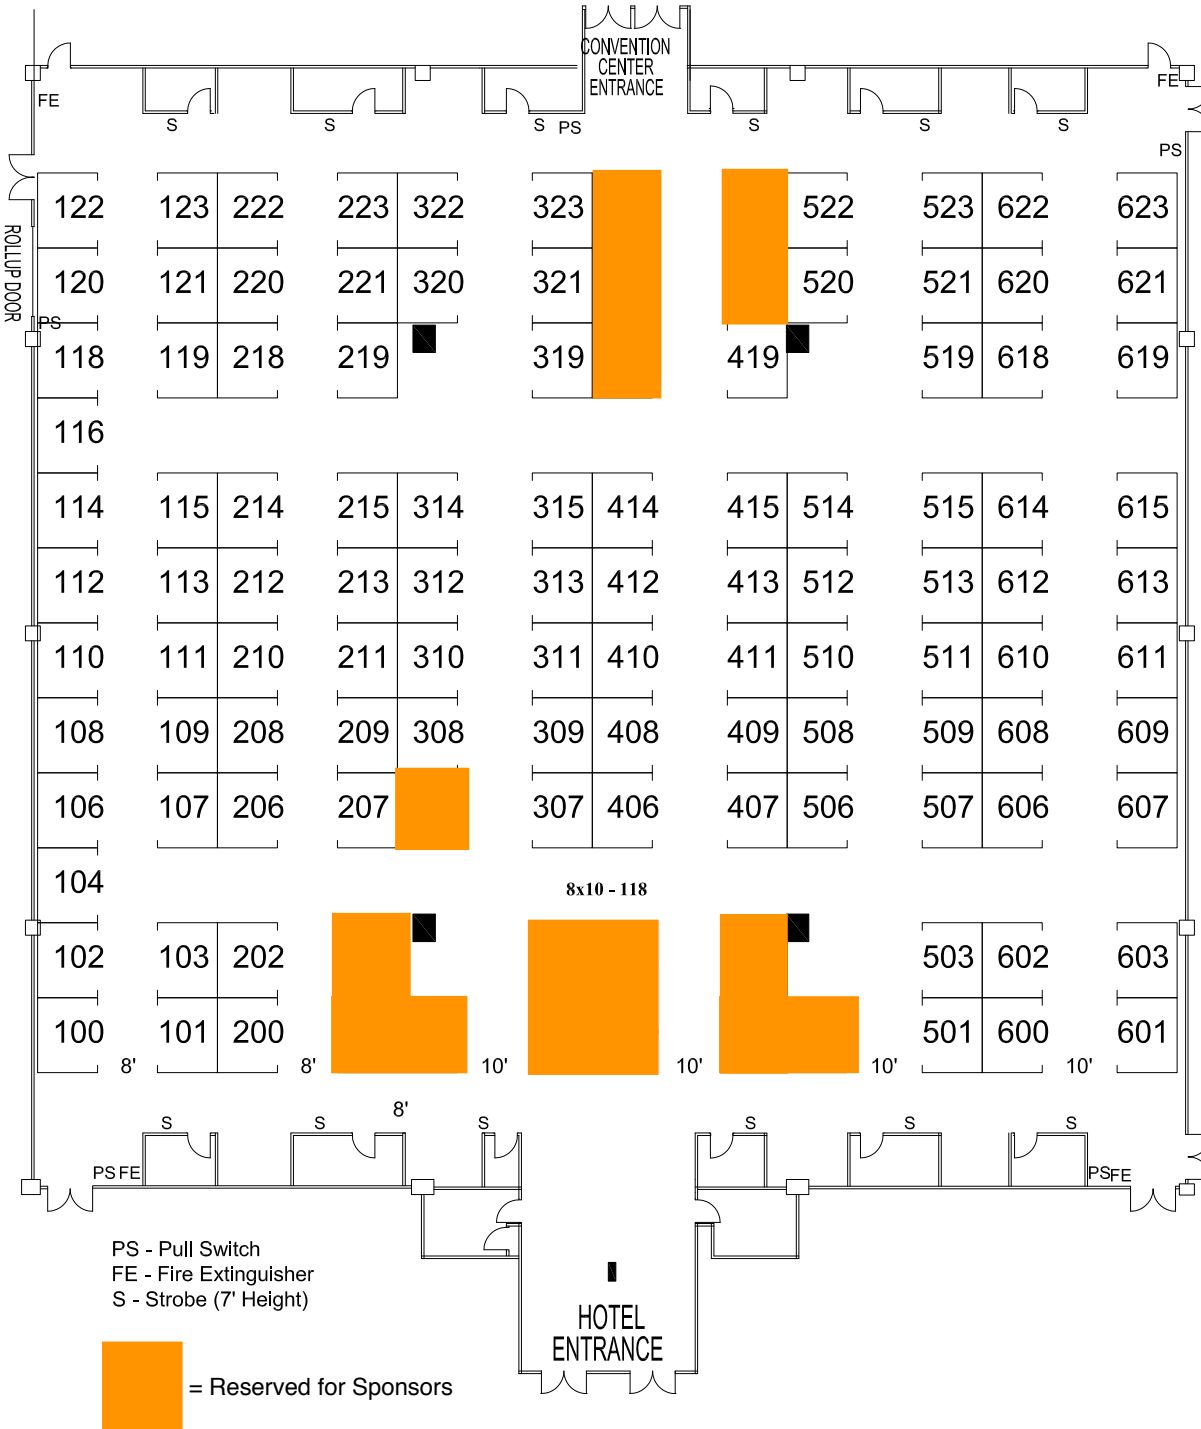 CONVENTION
CENTER
ENTRANCE
FE
FE
S S S PS S S S
PS
122 123 222 223 322 323 522 523 622 623
ROLLUP DOOR
120 121 220 221 320 321 520 521 620 621
PS
118 119 218 219 319 419 519 618 619
116
114 115 214 215 314 315 414 415 514 515 614 615
112 113 212 213 312 313 412 413 512 513 612 613
110 111 210 211 310 311 410 411 510 511 610 611
108 109 208 209 308 309 408 409 508 509 608 609
106 107 206 207 307 406 407 506 507 606 607
104
8x10 - 118
102 103 202 503 602 603
100 101 200 501 600 601
8' 8' 10' 10' 10' 10'
8'
S S S S S S
PS FE PS FE
PS - Pull Switch
FE - Fire Extinguisher
S - Strobe (7' Height)
HOTEL
ENTRANCE
= Reserved for Sponsors